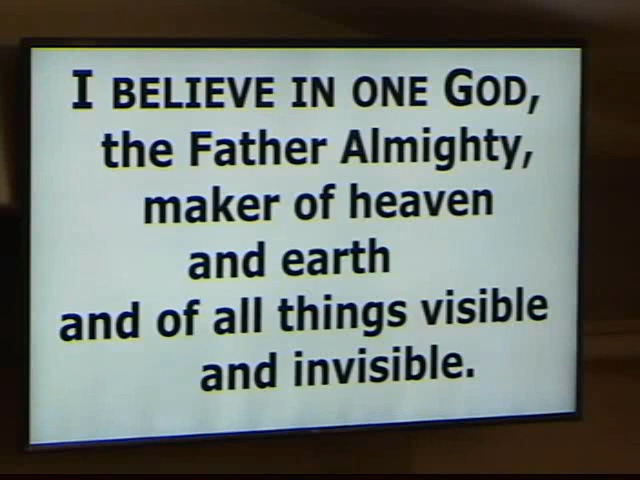 I BELIEVE IN ONE GOD,
the Father Almighty,
maker of heaven
and earth
and of all things visible
and invisible.